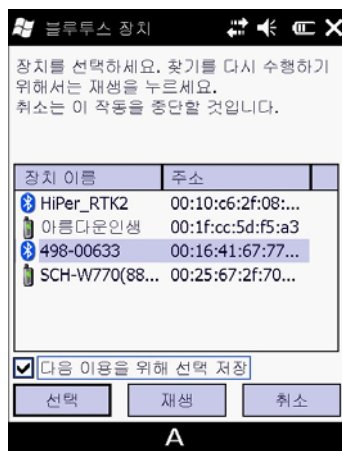 블루투스 장치
장치를 선택하세요. 찾기를 다시 수행하기
위해서는 재생을 누르세요.
취소는 이 작동을 중단할 것입니다.
장치 이름 주소
HiPer_RTK2 00:10:c6:2f:08:...
아름다운인생 00:1f:cc:5d:f5:a3
498-00633 00:16:41:67:77...
SCH-W770(88... 00:25:67:2f:70...
다음 이용을 위해 선택 저장
선택 재생 취소
A